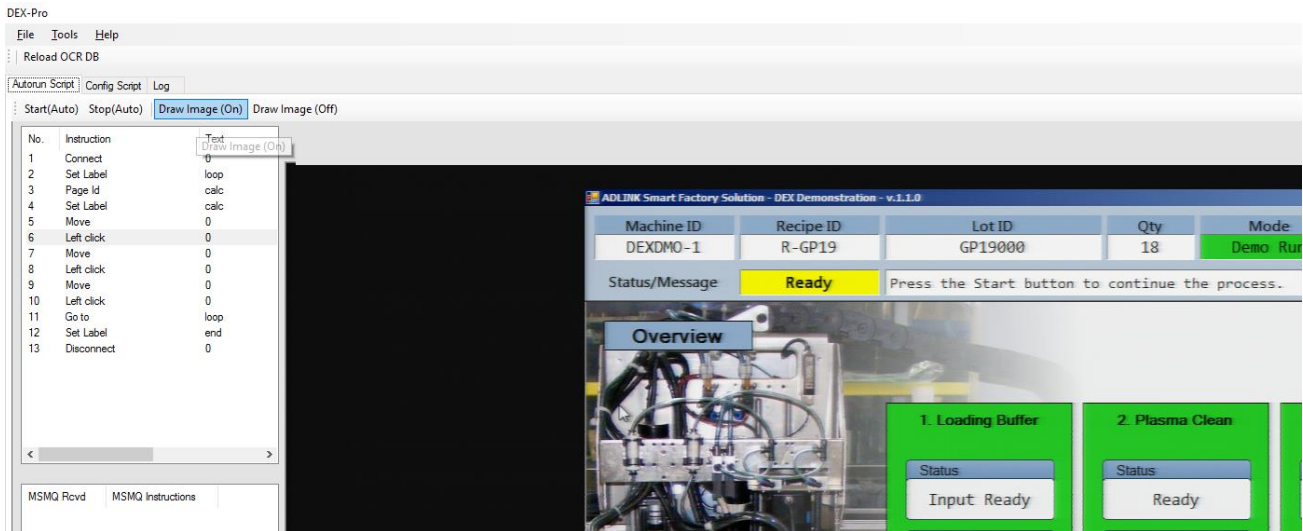 DEX-Pro
File Tools Help
Reload OCR DB
Autorun Script Config Script Log
Start(Auto) Stop(Auto) Draw Image (On) Draw Image (Off)
No. Instruction Text
Draw Image (On)
1 Connect 0
2 Set Label loop
3 Page Id calc
4 Set Label calc
5 Move 0
6 Left click 0
7 Move 0
8 Left click 0
9 Move 0
10 Left click 0
11 Go to loop
12 Set Label end
13 Disconnect 0
MSMQ Rcvd MSMQ Instructions
ADLINK Smart Factory Solution - DEX Demonstration - v.1.1.0
Machine ID Recipe ID Lot ID Qty Mode
DEXDMO-1 R-GP19 GP19000 18 Demo Run
Status/Message Ready Press the Start button to continue the process.
Overview
1. Loading Buffer 2. Plasma Clean
Status Status
Input Ready Ready